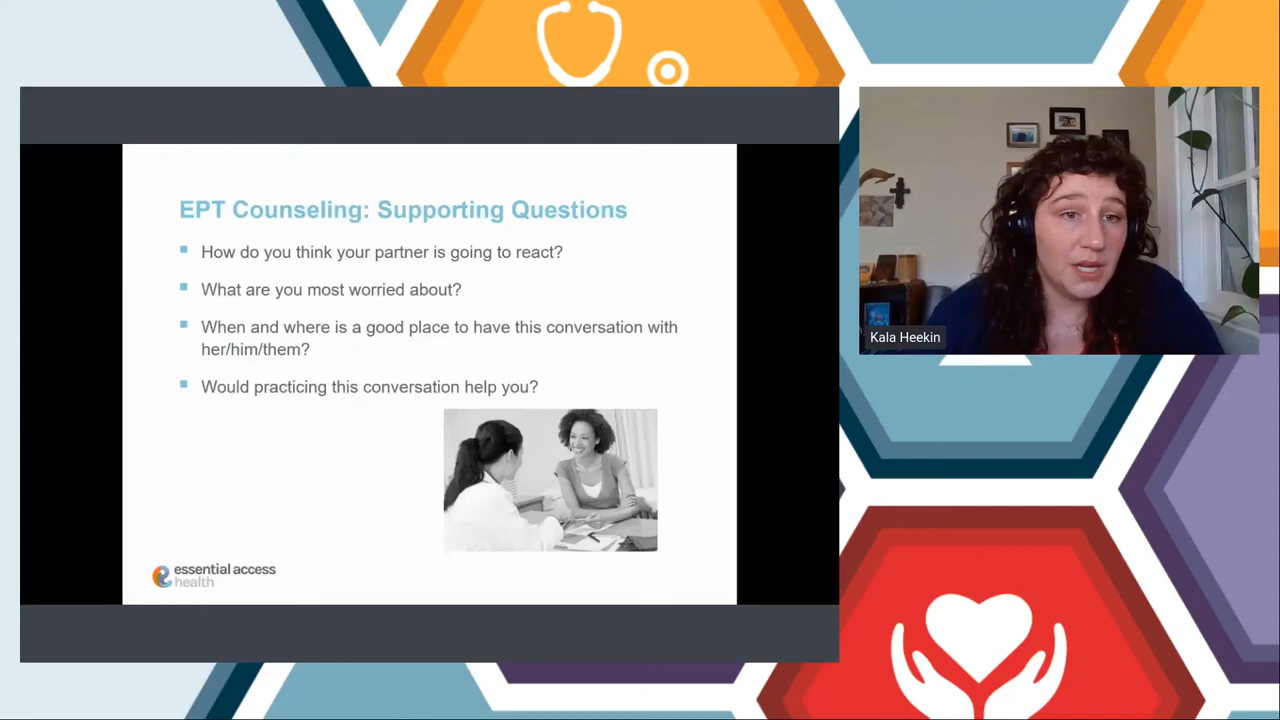 EPT Counseling: Supporting Questions
How do you think your partner is going to react?
What are you most worried about?
When and where is a good place to have this conversation with
her/him/them?
Would practicing this conversation help you?
essential access
health
Kala Heekin